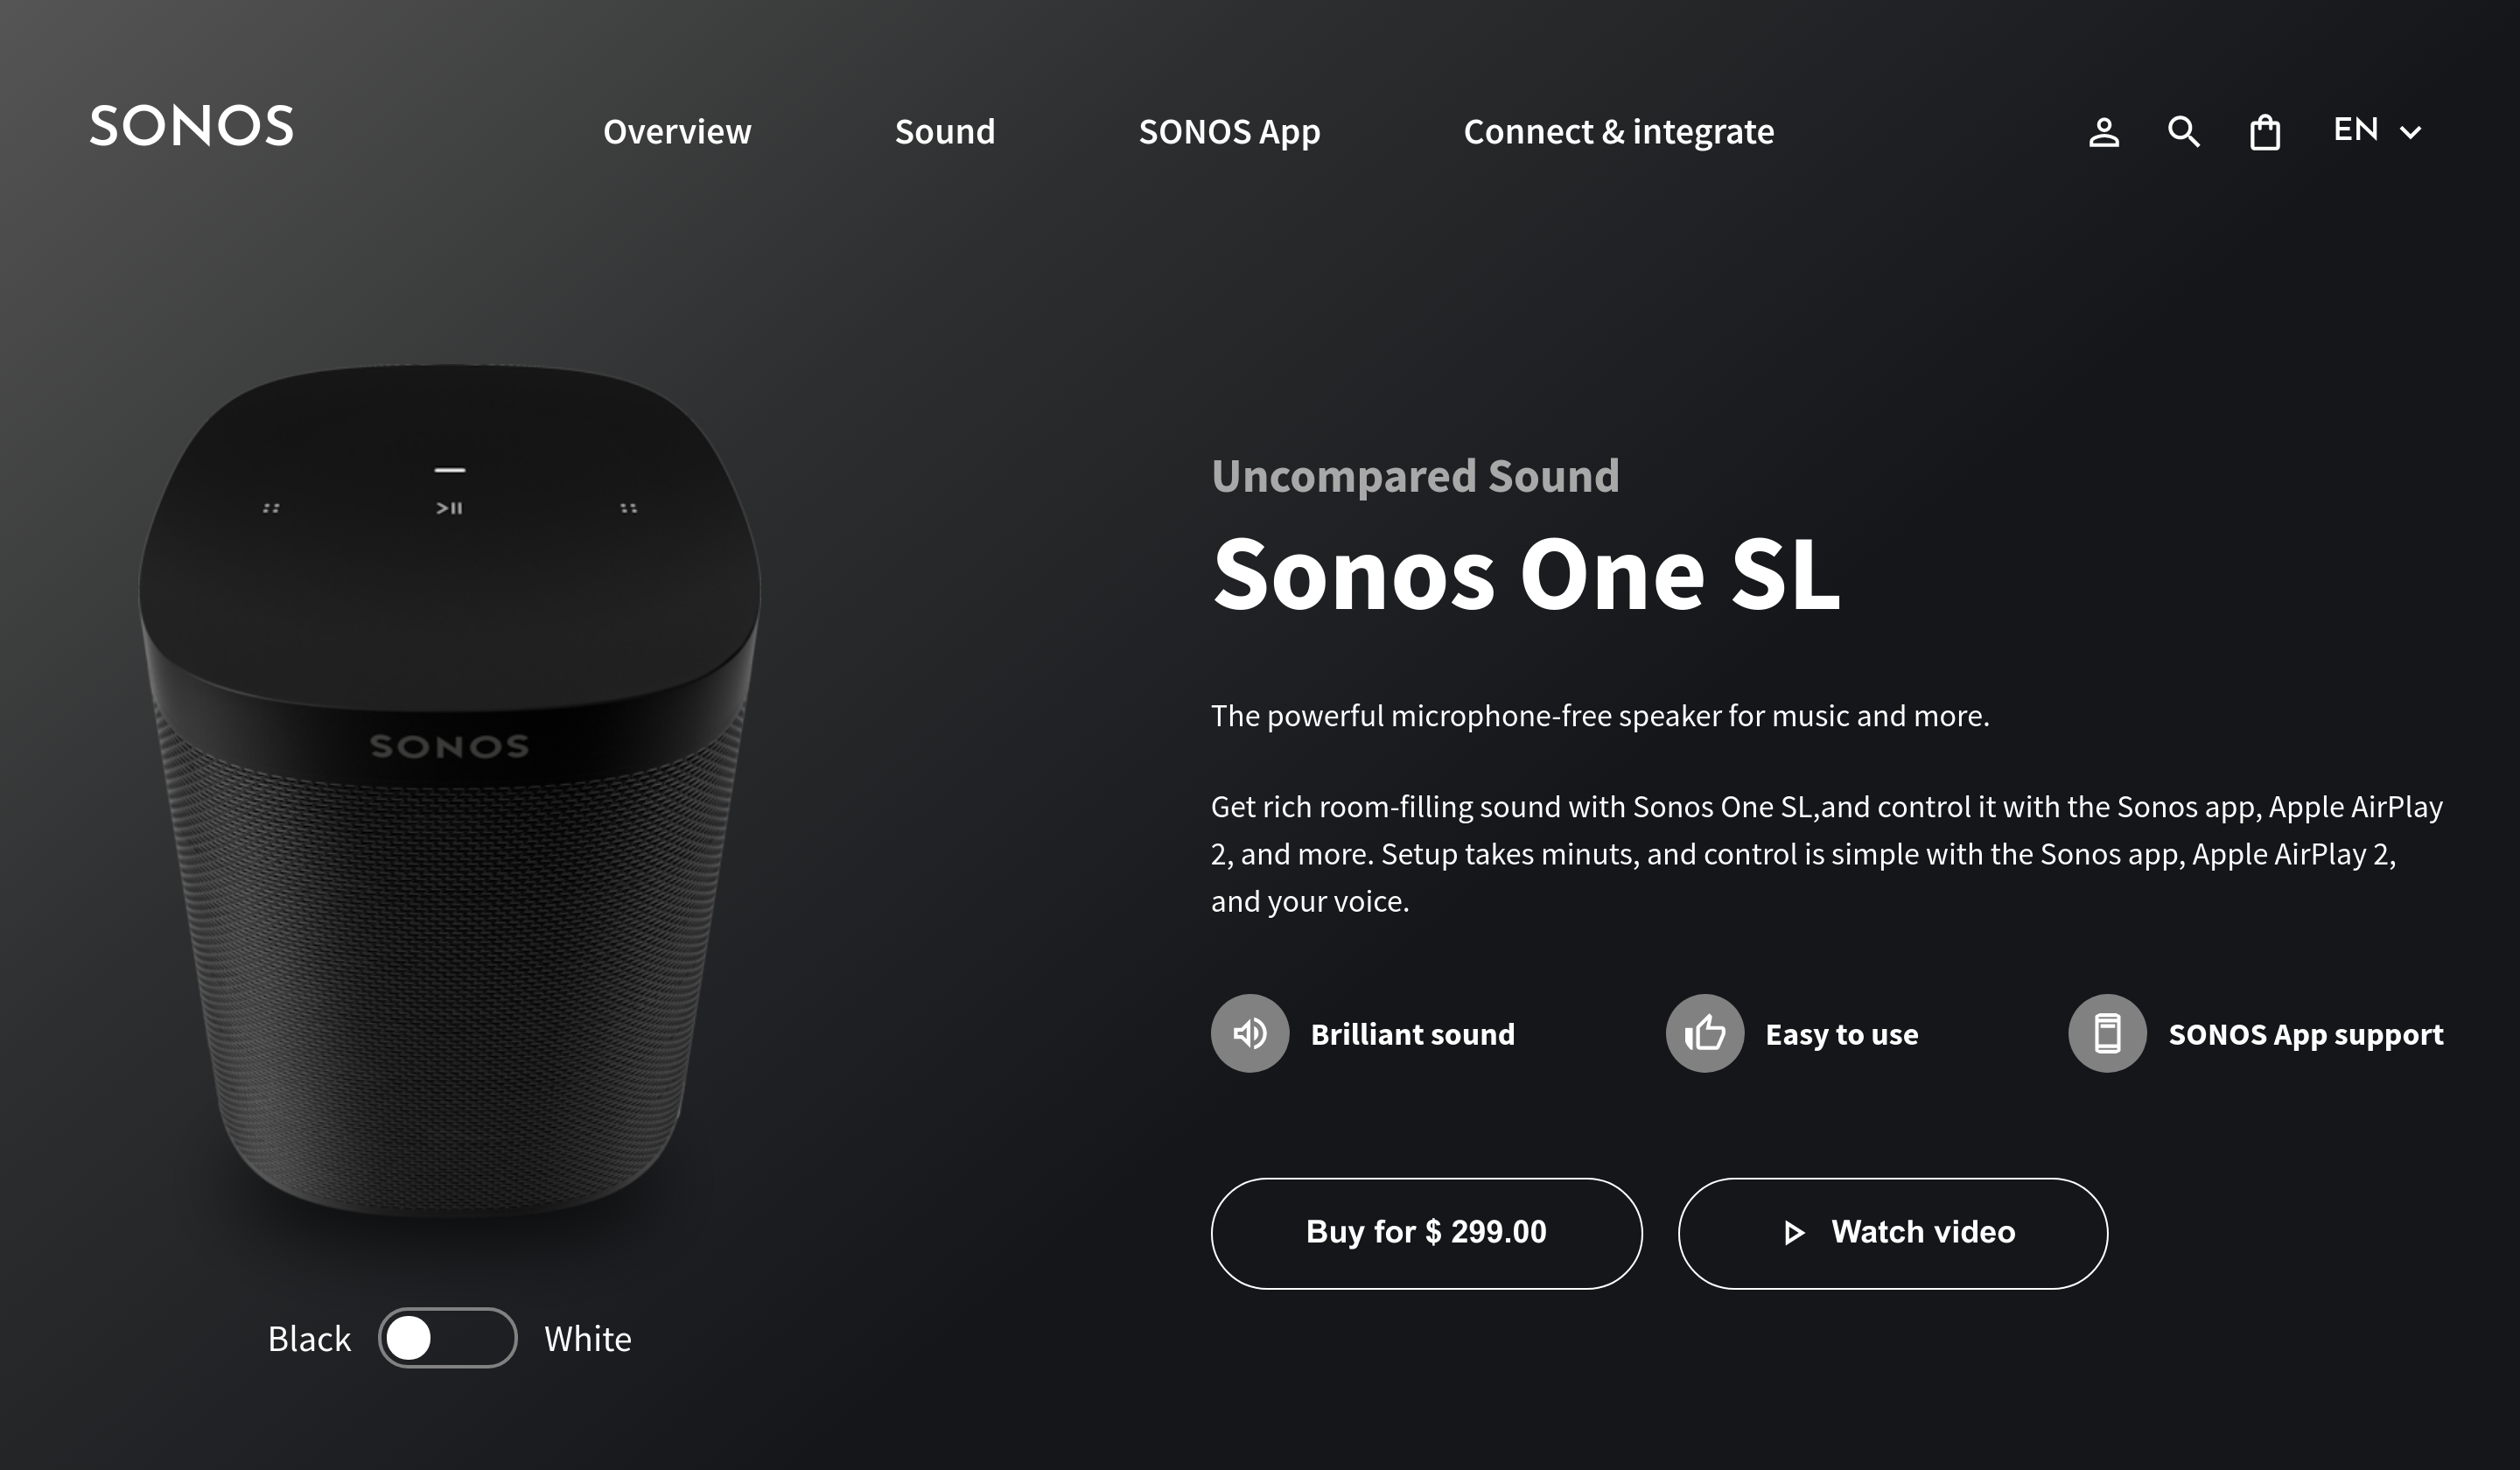 SONOS
Overview
Sound
SONOS App
Connect & integrate
EN
Uncompared Sound
Sonos One SL
The powerful microphone-free speaker for music and more.
Get rich room-filling sound with Sonos One SL,and control it with the Sonos app, Apple AirPlay
2, and more. Setup takes minuts, and control is simple with the Sonos app, Apple AirPlay 2,
and your voice.
Brilliant sound
Easy to use
SONOS App support
Buy for $ 299.00
Watch video
SONOS
Black
White